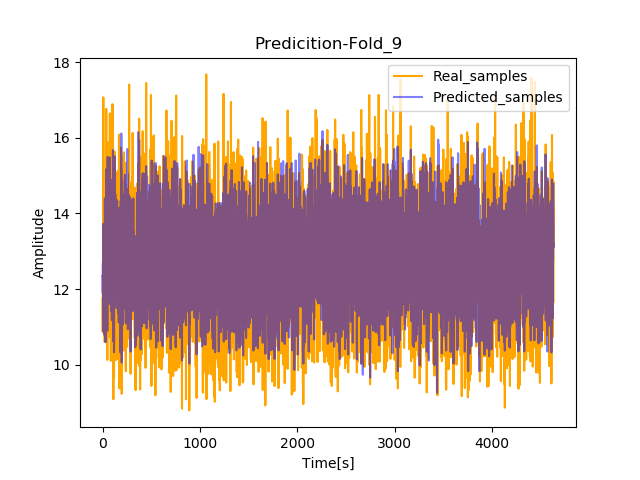 Predicition-Fold_9
18
16
14
12
10
Amplitude
Real_samples
Predicted_samples
0
1000
2000
3000
4000
Time[s]